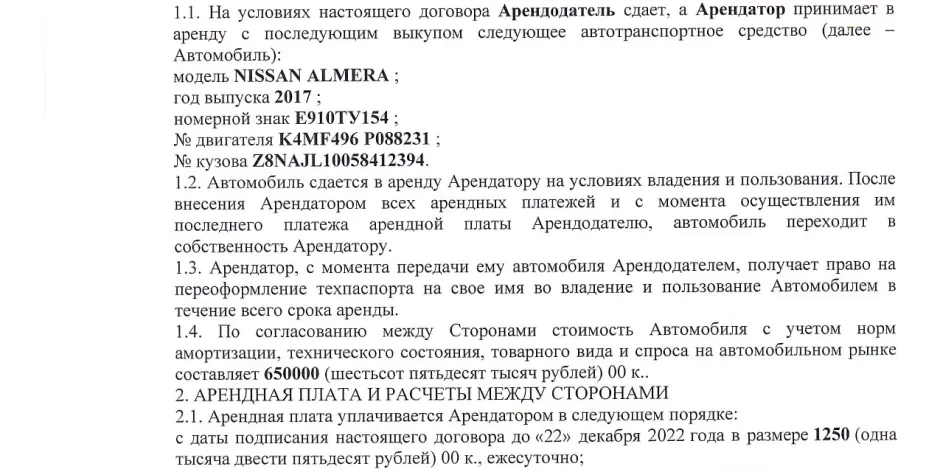 1.1. На условиях настоящего договора Арендодатель сдает, а Арендатор принимает в
аренду с последующим выкупом следующее автотранспортное средство (далее –
Автомобиль):
модель NISSAN ALMERA ;
год выпуска 2017 ;
номерной знак Е910ТУ154 ;
№ двигателя K4MF496 P088231 ;
№ кузова Z8NAJL10058412394.
1.2. Автомобиль сдается в аренду Арендатору на условиях владения и пользования. После
внесения Арендатором всех арендных платежей и с момента осуществления им
последнего платежа арендной платы Арендодателю, автомобиль переходит в
собственность Арендатору.
1.3. Арендатор, с момента передачи ему автомобиля Арендодателем, получает право на
переоформление техпаспорта на свое имя во владение и пользование Автомобилем в
течение всего срока аренды.
1.4. По согласованию между Сторонами стоимость Автомобиля с учетом норм
амортизации, технического состояния, товарного вида и спроса на автомобильном рынке
составляет 650000 (шестьсот пятьдесят тысяч рублей) 00 к..
2. АРЕНДНАЯ ПЛАТА И РАСЧЕТЫ МЕЖДУ СТОРОНАМИ
2.1. Арендная плата уплачивается Арендатором в следующем порядке:
с даты подписания настоящего договора до «22» декабря 2022 года в размере 1250 (одна
тысяча двести пятьдесят рублей) 00 к., ежесуточно;